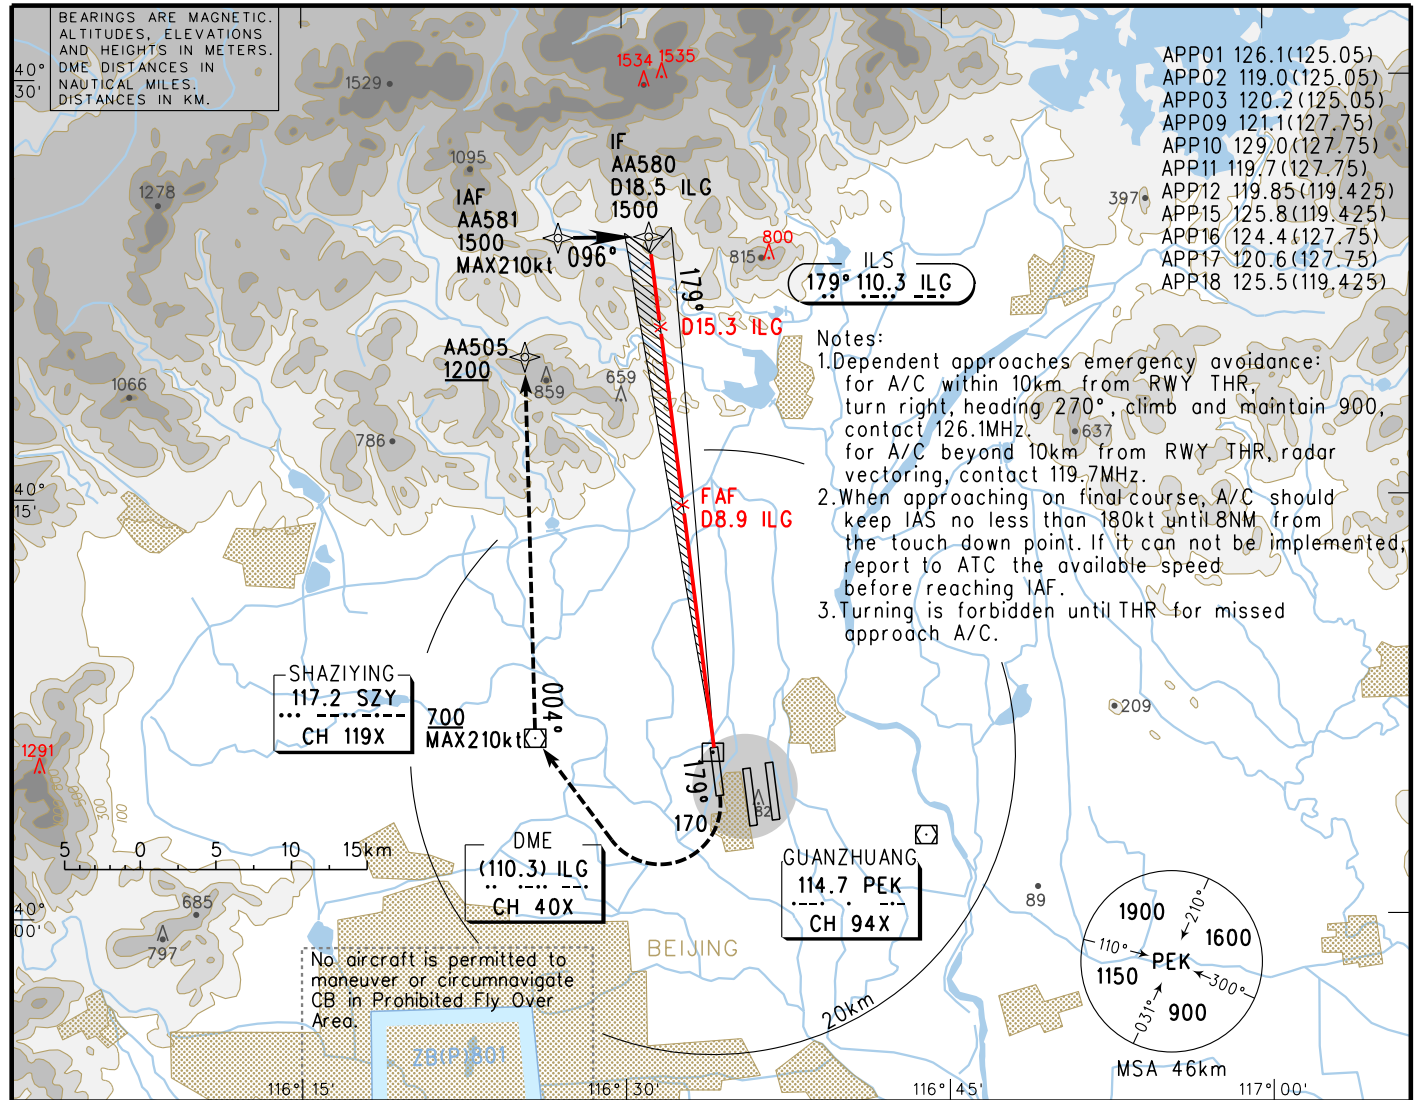 BEARINGS ARE MAGNETIC.
ALTITUDES, ELEVATIONS
AND HEIGHTS IN METERS.
DME DISTANCES IN
NAUTICAL MILES.
DISTANCES IN KM.
40°
30'
1529
1534
1535
APP01 126.1(125.05)
APP02 119.0(125.05)
APP03 120.2(125.05)
APP09 121.1(127.75)
APP10 129.0(127.75)
APP11 119.7(127.75)
APP12 119.85(119.425)
APP15 125.8(119.425)
APP16 124.4(127.75)
APP17 120.6(127.75)
APP18 125.5(119.425)
1095
1278
IF
AA580
D18.5 ILG
1500
IAF
AA581
1500
MAX210kt
096°
397
800
815
ILS
179° 110.3 ILG
179°
D15.3 ILG
AA505
1200
859
659
1066
786
637
Notes:
1.Dependent approaches emergency avoidance:
for A/C within 10km from RWY THR,
turn right, heading 270°, climb and maintain 900,
contact 126.1MHz.
for A/C beyond 10km from RWY THR, radar
vectoring, contact 119.7MHz.
2.When approaching on final course, A/C should
keep IAS no less than 180kt until 8NM from
the touch down point. If it can not be implemented,
report to ATC the available speed
before reaching IAF.
3.Turning is forbidden until THR for missed
approach A/C.
40°
15'
FAF
D8.9 ILG
SHAZIYING
117.2 SZY
CH 119X
700
MAX210kt
004°
209
1291
300
100
179°
170
82
5 0 5 10 15km
DME
(110.3) ILG
CH 40X
GUANZHUANG
114.7 PEK
CH 94X
685
797
89
40°
00'
BEIJING
No aircraft is permitted to
maneuver or circumnavigate
CB in Prohibited Fly Over
Area.
ZB(P)801
20km
1900
210°
1600
110°
PEK
1150
300°
031°
900
MSA 46km
116°15'
116°30'
116°45'
117°00'